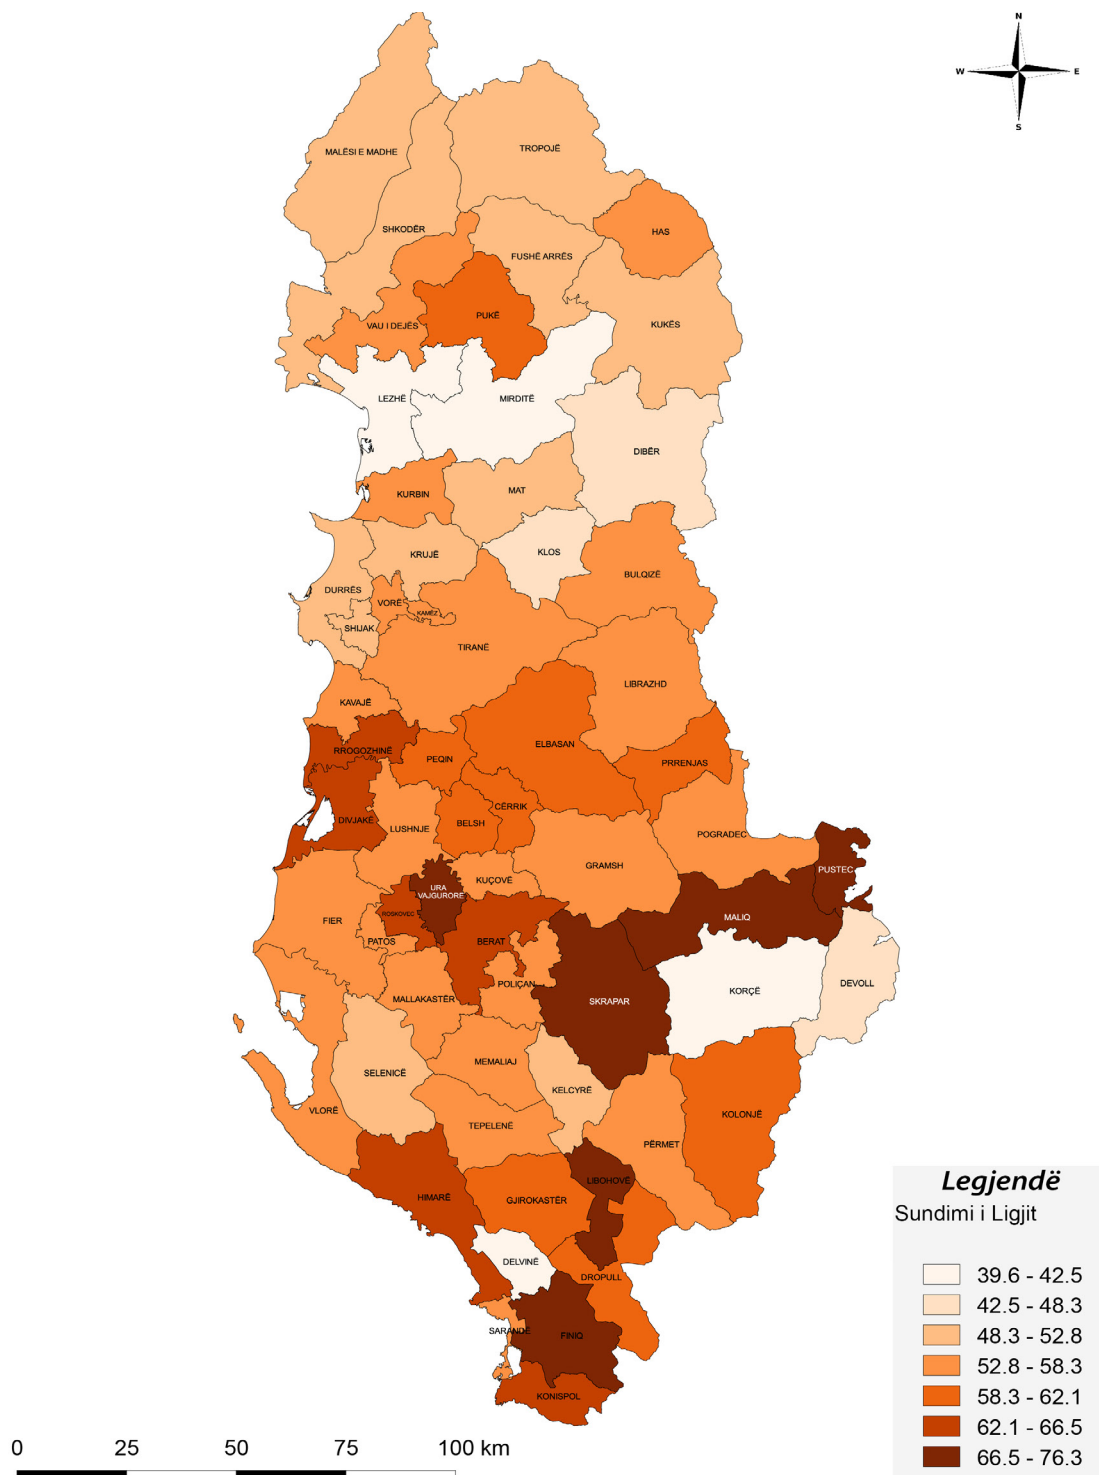 N
W
E
S
MALËSI E MADHE
TROPOJË
SHKODËR
HAS
FUSHË ARRËS
PUKË
VAU I DEJËS
KUKËS
LEZHË
MIRDITË
DIBËR
KURBIN
MAT
KRUJË
KLOS
BULQIZË
DURRËS
VORË
KAMËZ
SHIJAK
TIRANË
LIBRAZHD
KAVAJË
RROGOZHINË
ELBASAN
PEQIN
PRRENJAS
CËRRIK
DIVJAKË
LUSHNJE
BELSH
POGRADEC
GRAMSH
PUSTEC
URA
VAJGURORE
KUÇOVË
ROSKOVEC
FIER
MALIQ
PATOS
BERAT
POLIÇAN
DEVOLL
KORÇË
MALLAKASTËR
SKRAPAR
MEMALIAJ
SELENICË
KELCYRË
VLORË
KOLONJË
TEPELENË
PËRMET
LIBOHOVË
HIMARË
GJIROKASTËR
DELVINË
DROPULL
SARANDË
FINIQ
KONISPOL
Legjendë
Sundimi i Ligjit
39.6 - 42.5
42.5 - 48.3
48.3 - 52.8
52.8 - 58.3
58.3 - 62.1
62.1 - 66.5
66.5 - 76.3
0 25 50 75 100 km